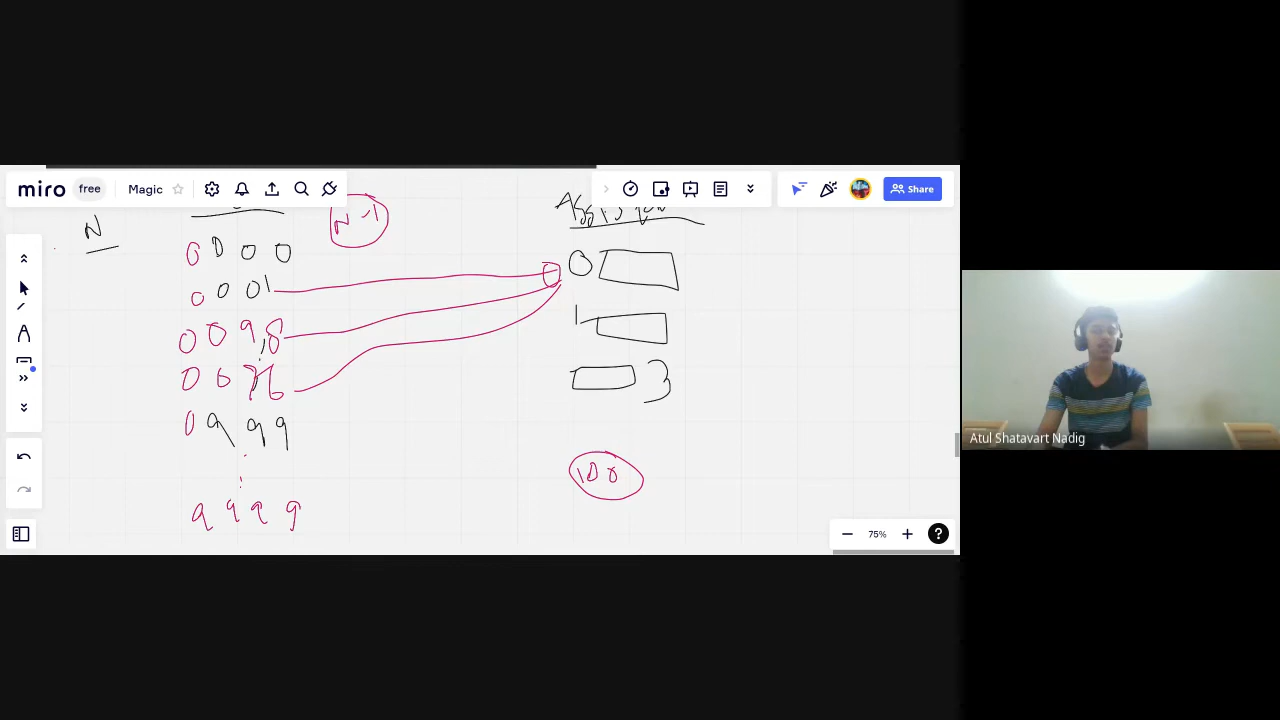 miro free Magic Share
N
N-1
0 0 0 0
0 0 0 1
0 0 9 8
0 0 7 6
0 9 9 9
9 9 9 9
0
0
1
3
100
75%
?
Atul Shatavart Nadig